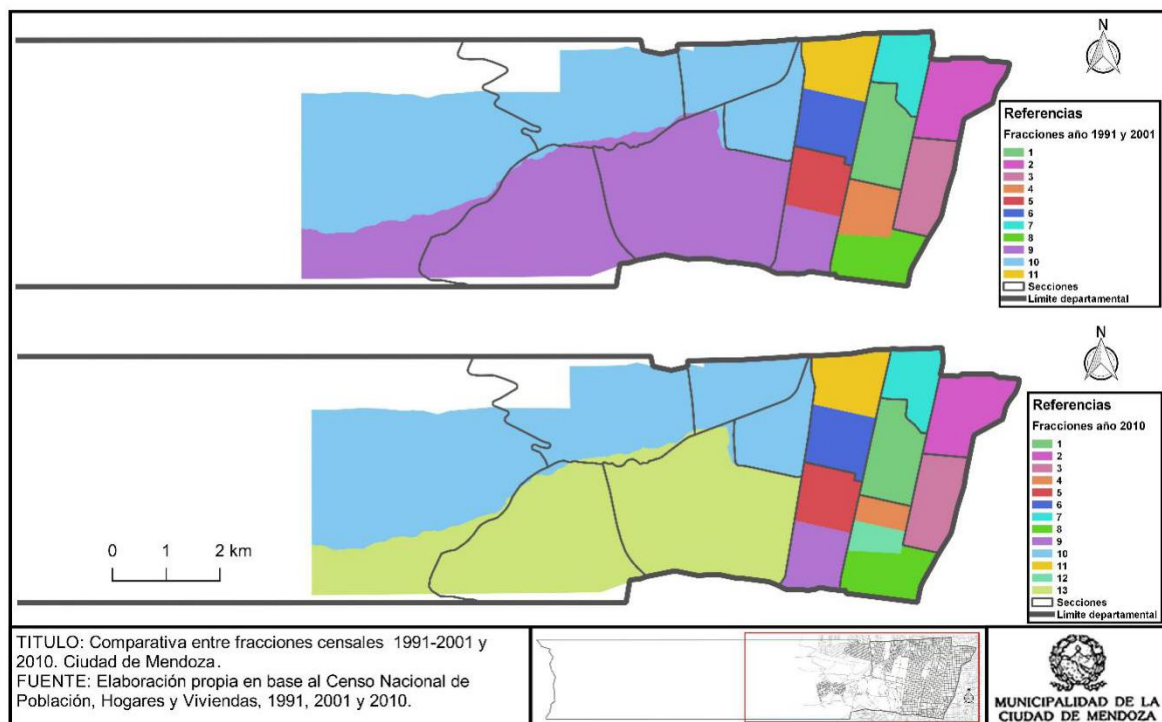 N
Referencias
Fracciones año 1991 y 2001
1
2
3
4
5
6
7
8
9
10
11
Secciones
Límite departamental
N
Referencias
Fracciones año 2010
1
2
3
4
5
6
7
8
9
10
11
12
13
Secciones
Límite departamental
0 1 2 km
TITULO: Comparativa entre fracciones censales 1991-2001 y
2010. Ciudad de Mendoza.
FUENTE: Elaboración propia en base al Censo Nacional de
Población, Hogares y Viviendas, 1991, 2001 y 2010.
MUNICIPALIDAD DE LA
CIUDAD DE MENDOZA